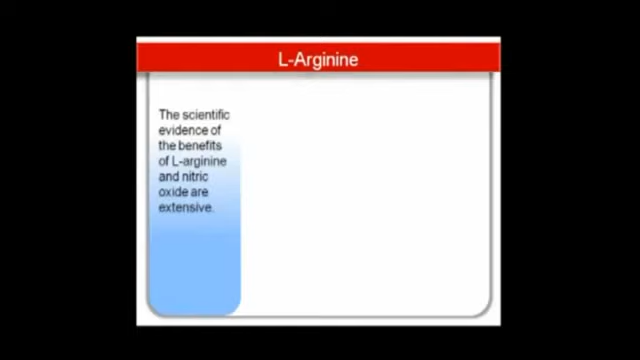 L-Arginine
The scientific
evidence of
the benefits
of L-arginine
and nitric
oxide are
extensive.